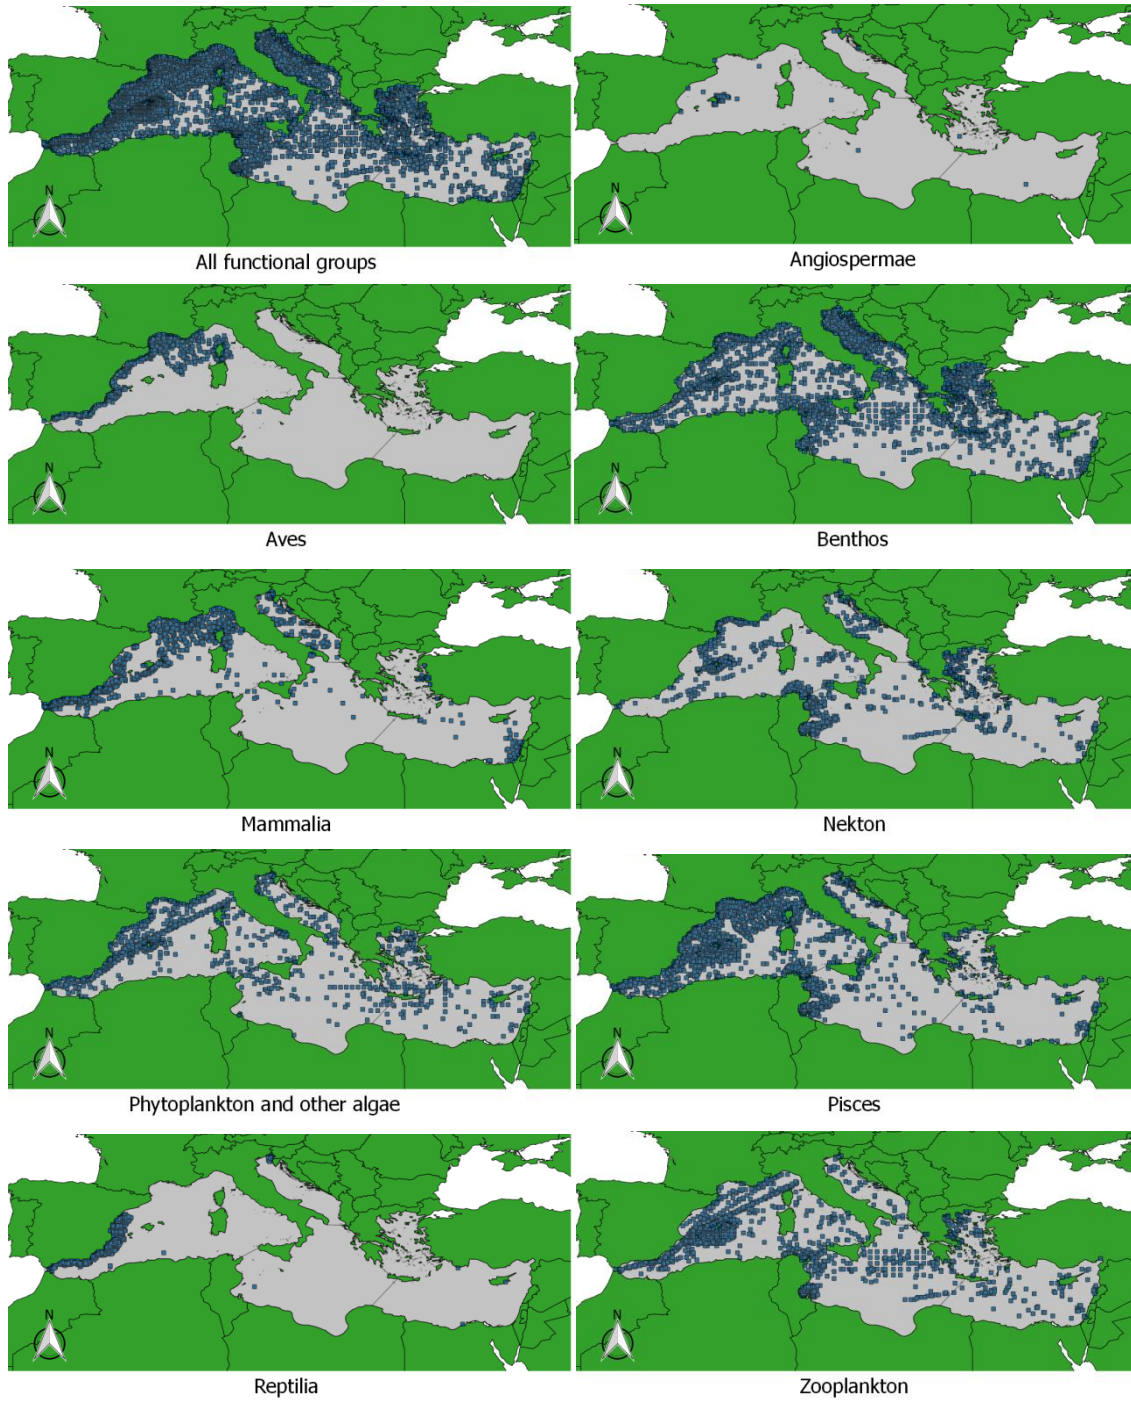 N
N
All functional groups
Angiospermae
N
N
Aves
Benthos
N
N
Mammalia
Nekton
N
N
Phytoplankton and other algae
Pisces
N
N
Reptilia
Zooplankton